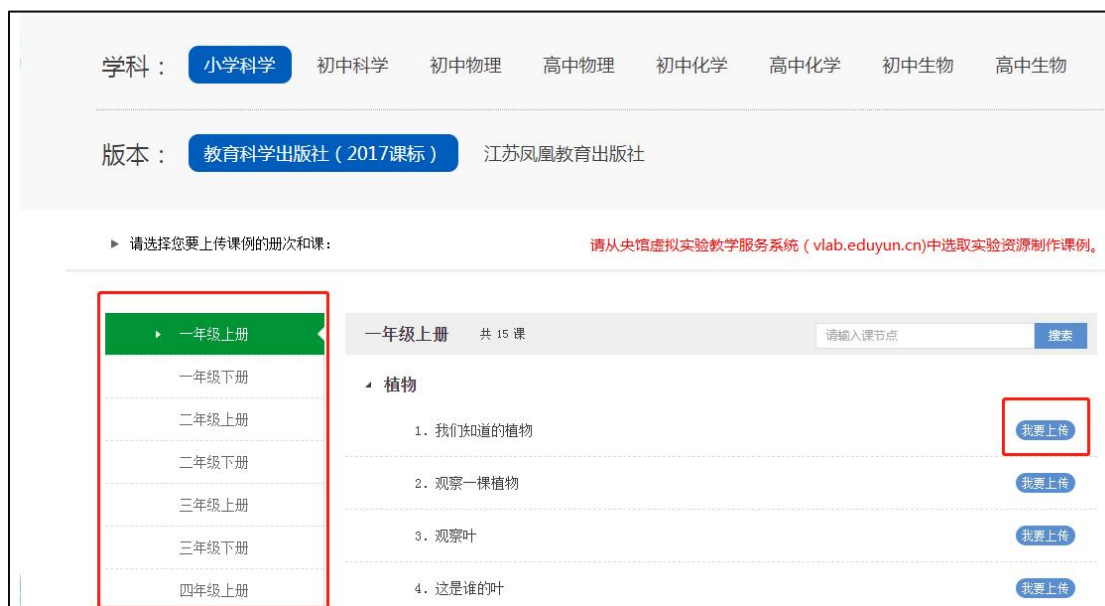 学科： 小学科学 初中科学 初中物理 高中物理 初中化学 高中化学 初中生物 高中生物
版本： 教育科学出版社（2017课标） 江苏凤凰教育出版社
请选择您要上传课例的册次和课：
请从央馆虚拟实验教学服务系统（vlab.eduyun.cn)中选取实验资源制作课例。
一年级上册
一年级下册
二年级上册
二年级下册
三年级上册
三年级下册
四年级上册
一年级上册 共 15 课 请输入课节点 搜索
植物
1. 我们知道的植物 我要上传
2. 观察一棵植物 我要上传
3. 观察叶 我要上传
4. 这是谁的叶 我要上传